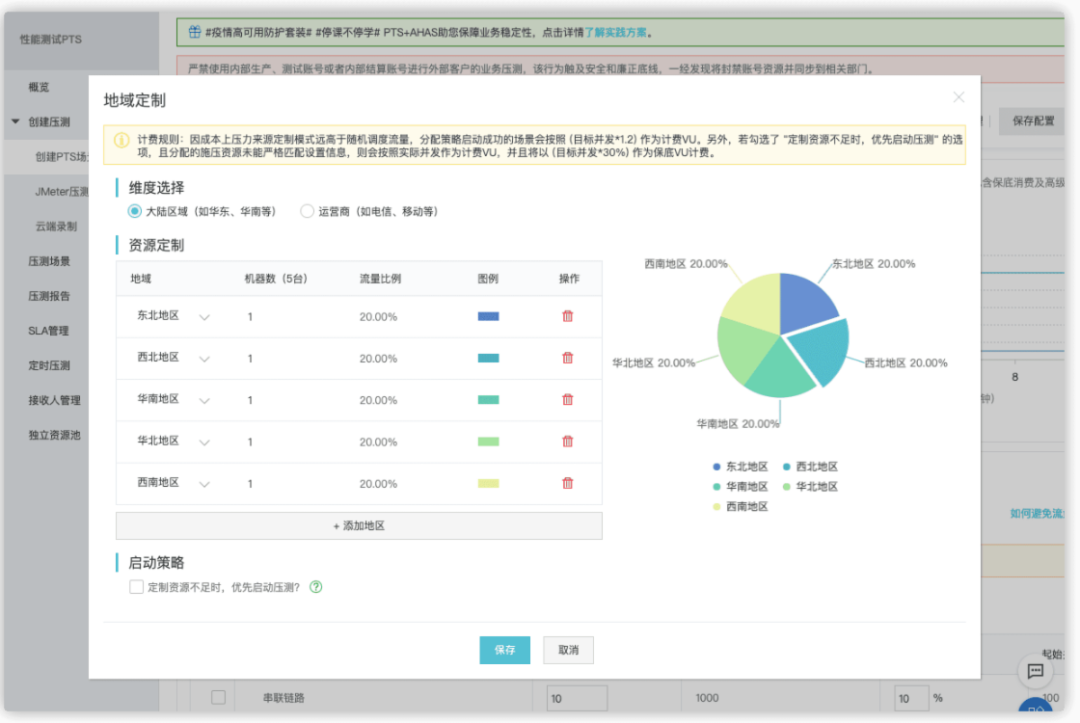 性能测试PTS
#疫情高可用防护套装# #停课不停学# PTS+AHAS助您保障业务稳定性，点击详情了解实践方案。
严禁使用内部生产、测试账号或者内部结算账号进行外部客户的业务压测，该行为触及安全和廉正底线，一经发现将封禁账号资源并同步到相关部门。
概览
创建压测
创建PTS场
JMeter压测
云端录制
压测场景
压测报告
SLA管理
定时压测
接收人管理
独立资源池
保存配置
含保底消费及高级
地域定制
计费规则：因成本上压力来源定制模式远高于随机调度流量，分配策略启动成功的场景会按照 (目标并发*1.2) 作为计费VU。另外，若勾选了 "定制资源不足时，优先启动压测" 的选
项，且分配的施压资源未能严格匹配设置信息，则会按照实际并发作为计费VU，并且将以 (目标并发*30%) 作为保底VU计费。
维度选择
大陆区域（如华东、华南等） 运营商（如电信、移动等）
资源定制
地域 机器数（5台） 流量比例 图例 操作
东北地区 1 20.00%
西北地区 1 20.00%
华南地区 1 20.00%
华北地区 1 20.00%
西南地区 1 20.00%
+ 添加地区
西南地区 20.00% 东北地区 20.00%
华北地区 20.00% 西北地区 20.00%
华南地区 20.00%
东北地区 西北地区
华南地区 华北地区
西南地区
8
钟)
如何避免流
启动策略
定制资源不足时，优先启动压测?
保存 取消
起始
串联链路 10 1000 10 % 100